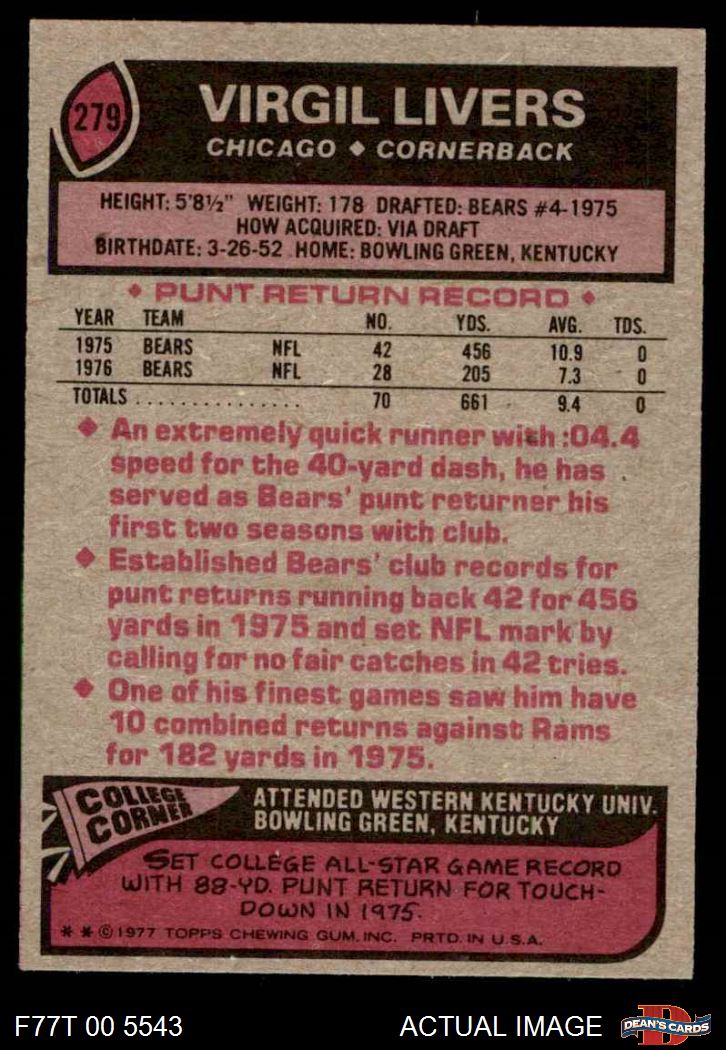 279
VIRGIL LIVERS
CHICAGO ♦ CORNERBACK
HEIGHT: 5'8½" WEIGHT: 178 DRAFTED: BEARS #4-1975
HOW ACQUIRED: VIA DRAFT
BIRTHDATE: 3-26-52 HOME: BOWLING GREEN, KENTUCKY
♦ PUNT RETURN RECORD ♦
YEAR TEAM NO. YDS. AVG. TDS.
1975 BEARS NFL 42 456 10.9 0
1976 BEARS NFL 28 205 7.3 0
TOTALS ................ 70 661 9.4 0
♦ An extremely quick runner with :04.4
speed for the 40-yard dash, he has
served as Bears' punt returner his
first two seasons with club.
♦ Established Bears' club records for
punt returns running back 42 for 456
yards in 1975 and set NFL mark by
calling for no fair catches in 42 tries.
♦ One of his finest games saw him have
10 combined returns against Rams
for 182 yards in 1975.
COLLEGE
CORNER
ATTENDED WESTERN KENTUCKY UNIV.
BOWLING GREEN, KENTUCKY
SET COLLEGE ALL-STAR GAME RECORD
WITH 88-YD. PUNT RETURN FOR TOUCH-
DOWN IN 1975.
* * © 1977 TOPPS CHEWING GUM, INC. PRTD. IN U.S.A.
F77T 00 5543
ACTUAL IMAGE
D
DEAN'S CARDS